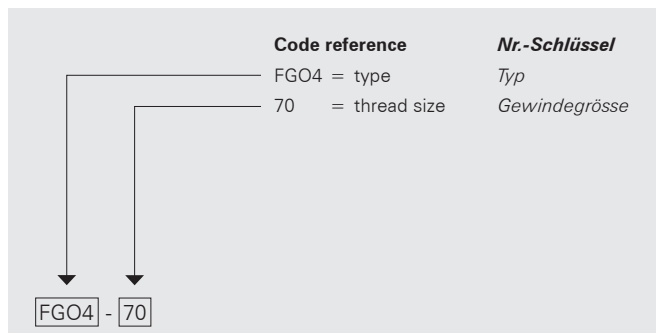 Code reference Nr.-Schlüssel
FGO4 = type Typ
70 = thread size Gewindegrösse
FGO4 - 70